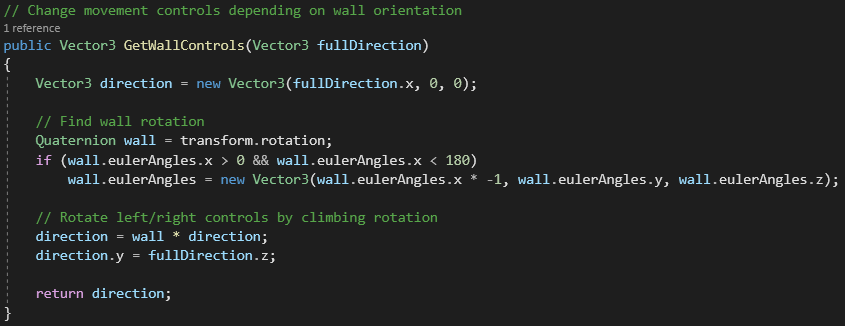 // Change movement controls depending on wall orientation
1 reference
public Vector3 GetWallControls(Vector3 fullDirection)
{
    Vector3 direction = new Vector3(fullDirection.x, 0, 0);

    // Find wall rotation
    Quaternion wall = transform.rotation;
    if (wall.eulerAngles.x > 0 && wall.eulerAngles.x < 180)
        wall.eulerAngles = new Vector3(wall.eulerAngles.x * -1, wall.eulerAngles.y, wall.eulerAngles.z);

    // Rotate left/right controls by climbing rotation
    direction = wall * direction;
    direction.y = fullDirection.z;

    return direction;
}